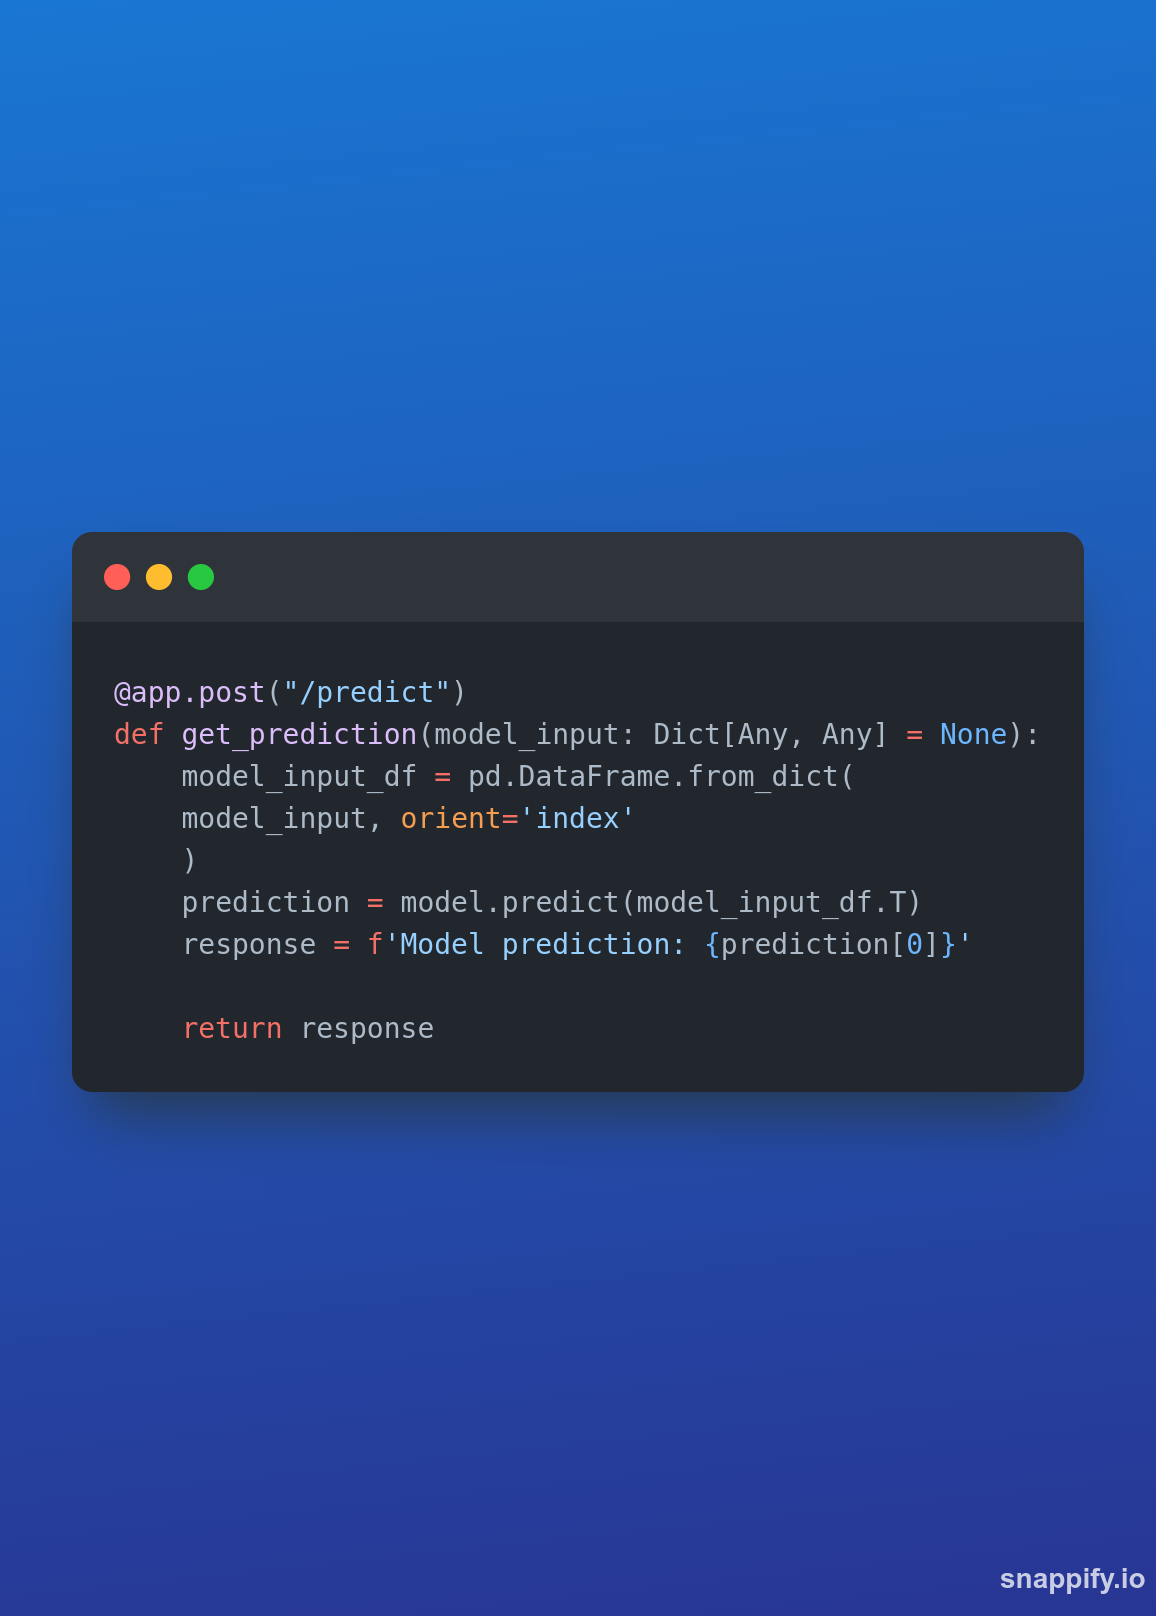 @app.post("/predict")
def get_prediction(model_input: Dict[Any, Any] = None):
    model_input_df = pd.DataFrame.from_dict(
    model_input, orient='index'
    )
    prediction = model.predict(model_input_df.T)
    response = f'Model prediction: {prediction[0]}'

    return response
snappify.io